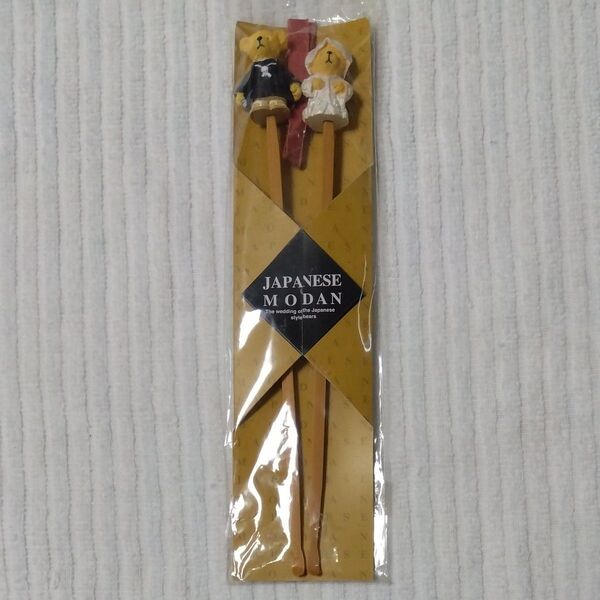 JAPANESE
MODAN
The wedding of the Japanese
style bears